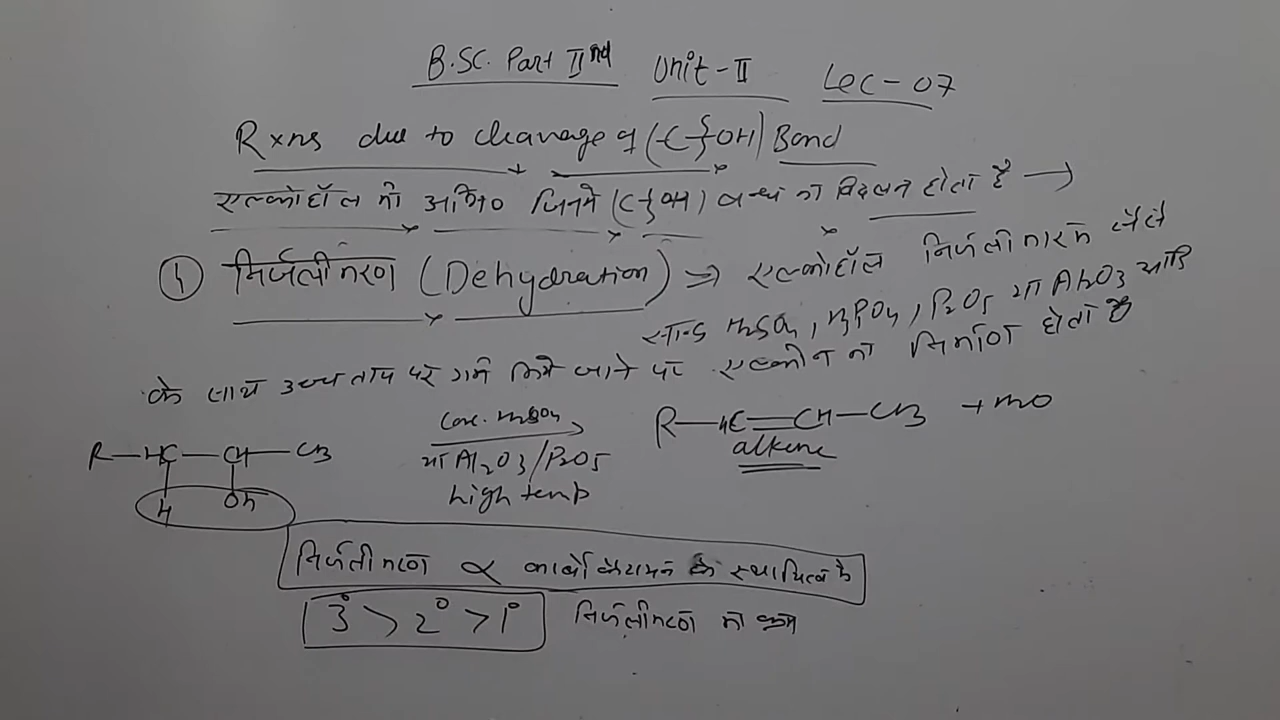 B.SC. Part IInd Unit-II Lec-07
Rxns due to cleavage of (-C}OH) Bond
एल्कोहॉल की अभि० जिनमें (C}OH) बन्ध का विदलन होता है →
1) निर्जलीकरण (Dehydration) ⇒ एल्कोहॉल निर्जलीकारक जैसे
सान्द्र H2SO4, H3PO4, P2O5 या Al2O3 आदि
के साथ उच्च ताप पर गर्म किये जाने पर एल्कीन का निर्माण होता है
R-HC-CH-CH3 Conc. H2SO4 R-HC=CH-CH3 + H2O
H OH या Al2O3/P2O5 alkene
high temp
निर्जलीकरण ∝ कार्बोकैटायन के स्थायित्व के
3° > 2° > 1° निर्जलीकरण का क्रम